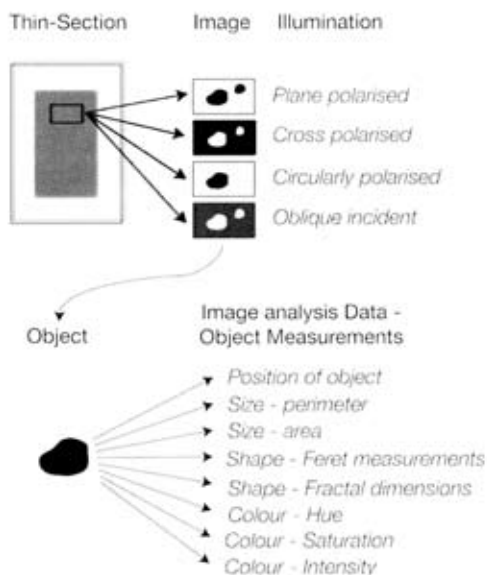 Thin-Section Image Illumination
Plane polarised
Cross polarised
Circularly polarised
Oblique incident
Object
Image analysis Data -
Object Measurements
Position of object
Size - perimeter
Size - area
Shape - Feret measurements
Shape - Fractal dimensions
Colour - Hue
Colour - Saturation
Colour - Intensity